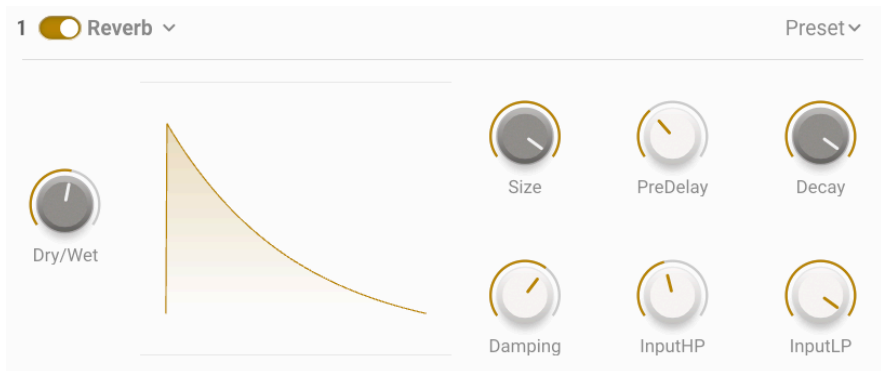 1 Reverb
Preset
Size
PreDelay
Decay
Dry/Wet
Damping
InputHP
InputLP